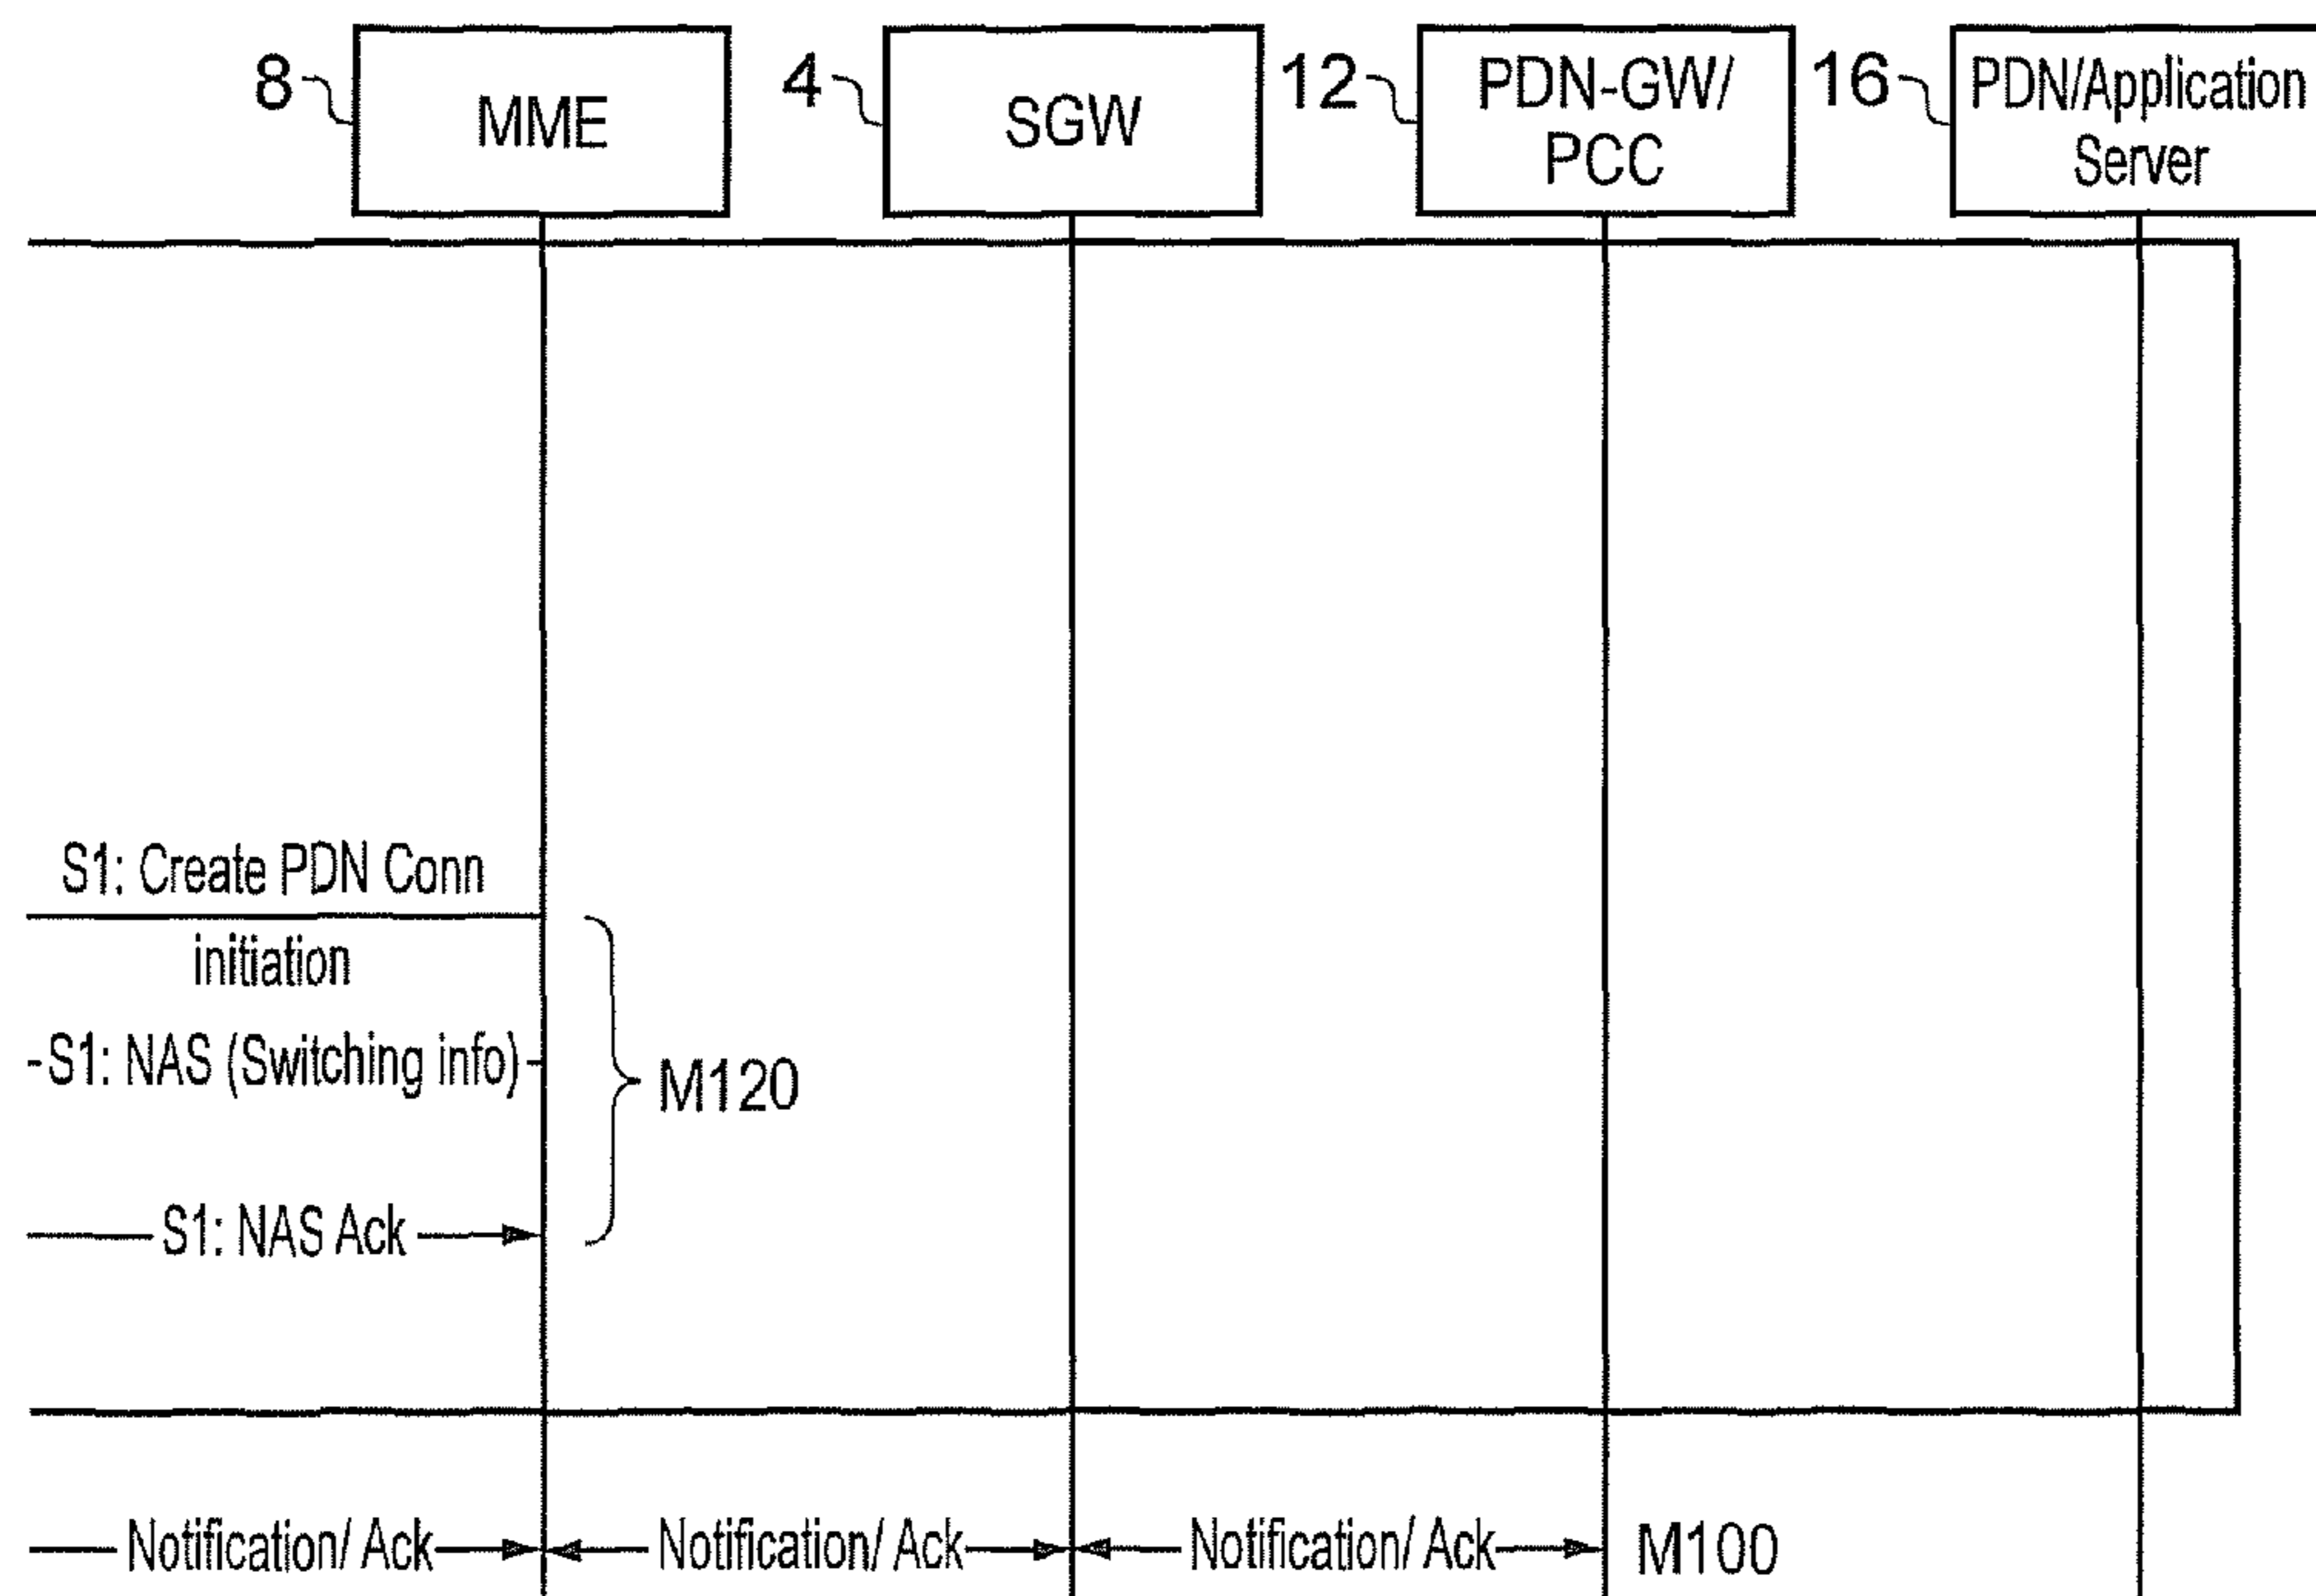 8
MME
4
SGW
12
PDN-GW/
PCC
16
PDN/Application
Server
S1: Create PDN Conn
initiation
S1: NAS (Switching info)
M120
S1: NAS Ack
Notification/ Ack
Notification/ Ack
Notification/ Ack
M100